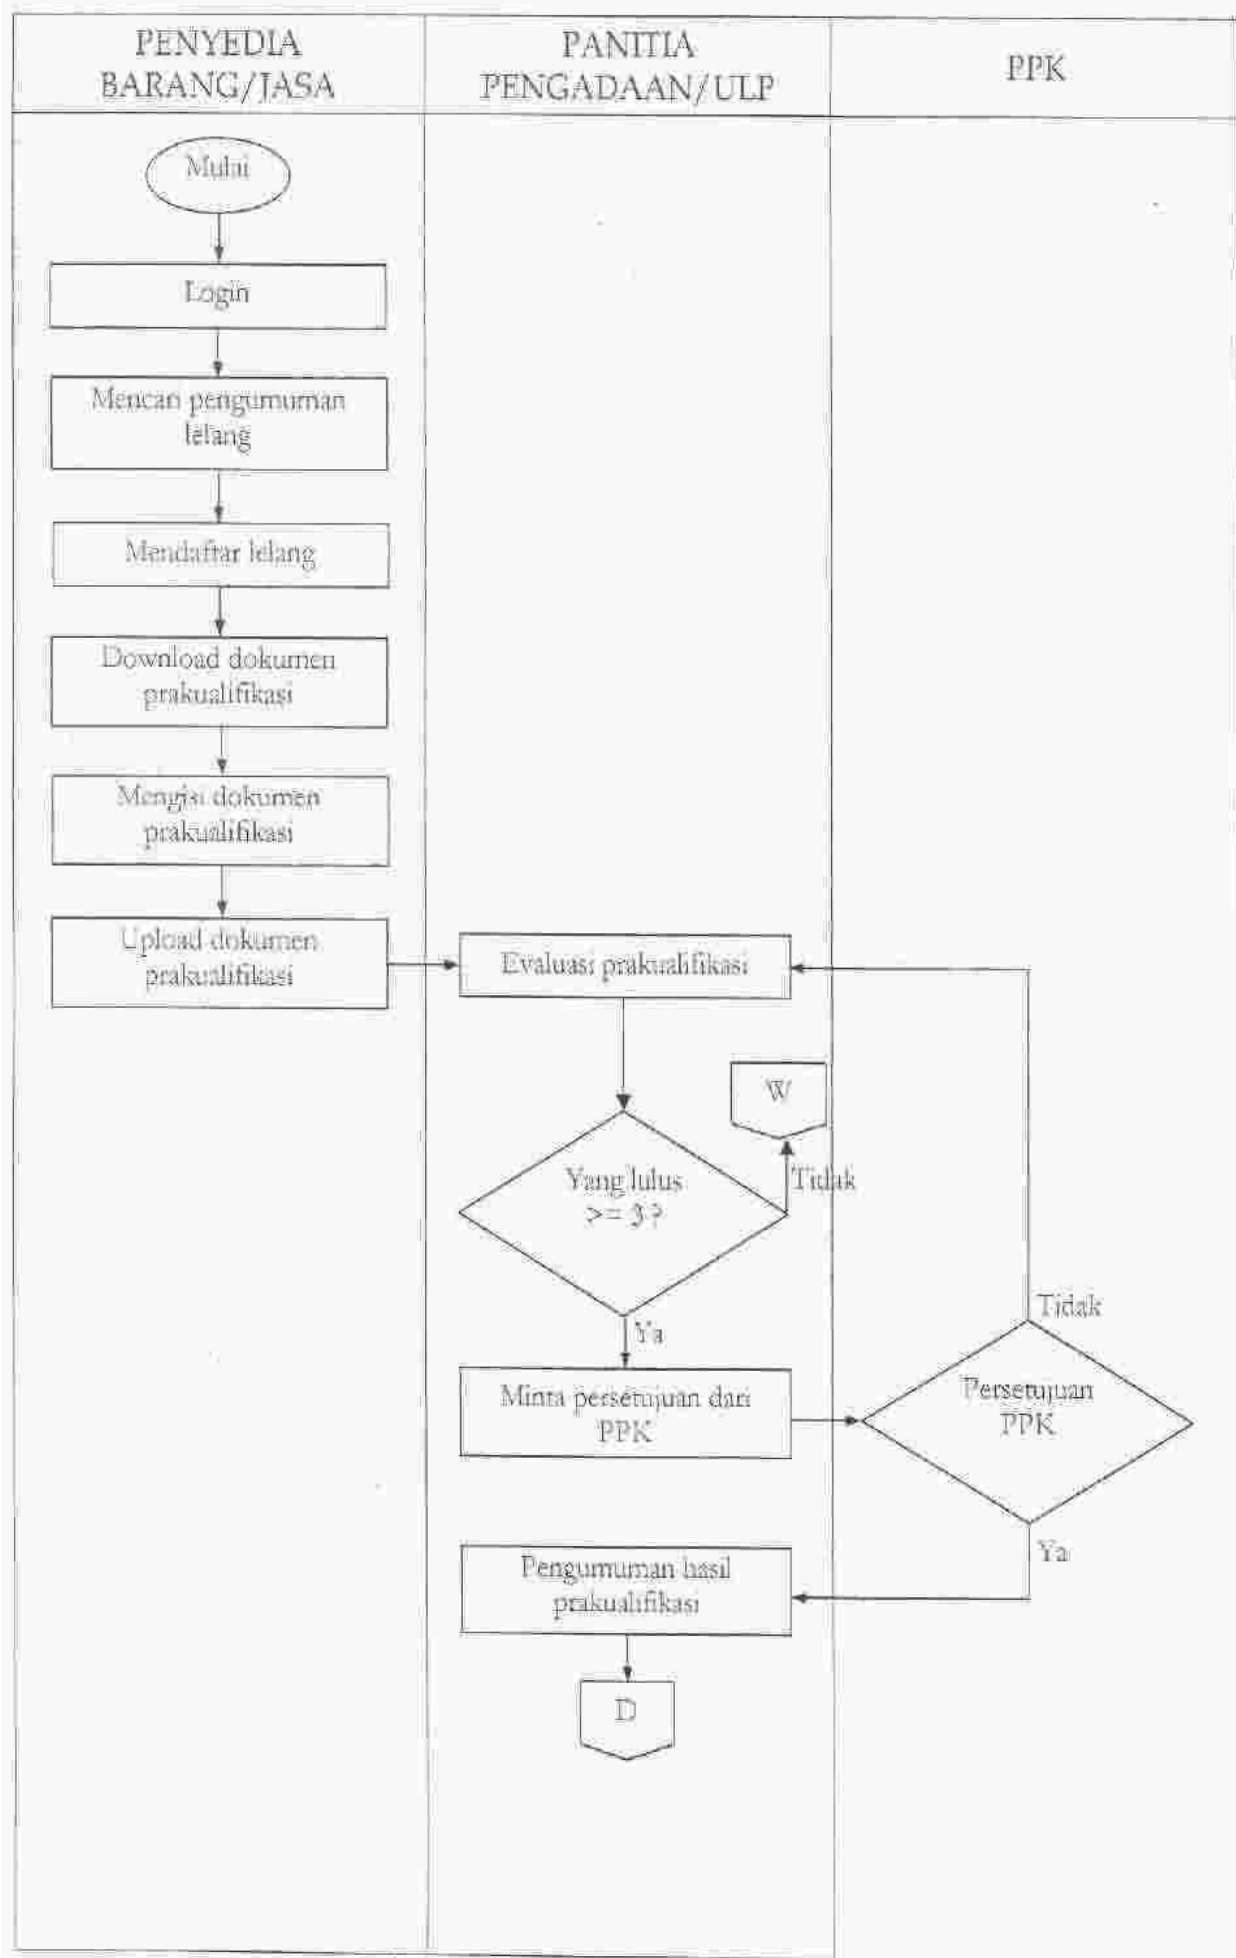 PENYEDIA
BARANG/JASA
PANITIA
PENGADAAN/ULP
PPK
Mulai
Login
Mencari pengumuman
lelang
Mendaftar lelang
Download dokumen
prakualifikasi
Mengisi dokumen
prakualifikasi
Upload dokumen
prakualifikasi
Evaluasi prakualifikasi
W
Yang lulus
>= 3 ?
Tidak
Ya
Minta persetujuan dari
PPK
Tidak
Persetujuan
PPK
Ya
Pengumuman hasil
prakualifikasi
D